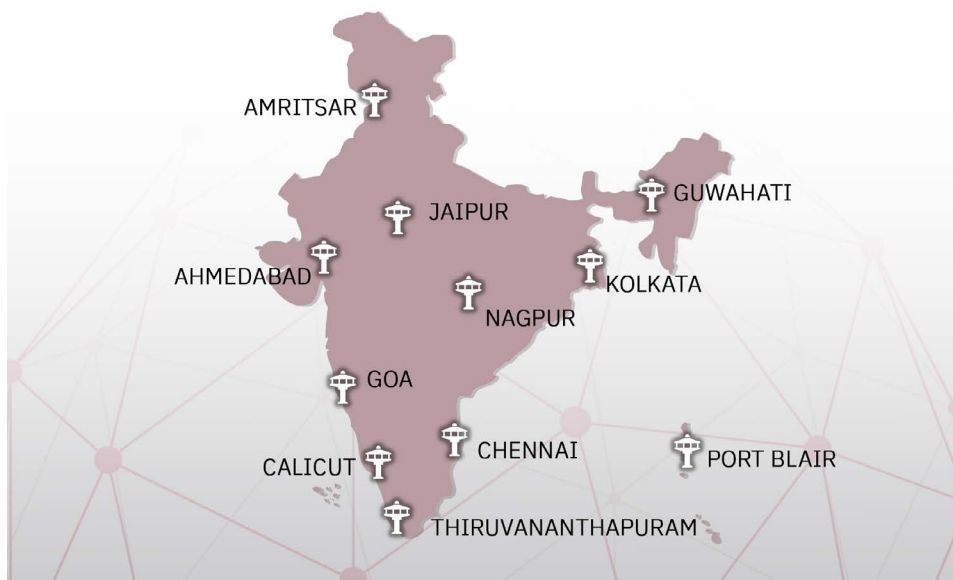 AMRITSAR
GUWAHATI
JAIPUR
AHMEDABAD
KOLKATA
NAGPUR
GOA
CHENNAI
PORT BLAIR
CALICUT
THIRUVANANTHAPURAM